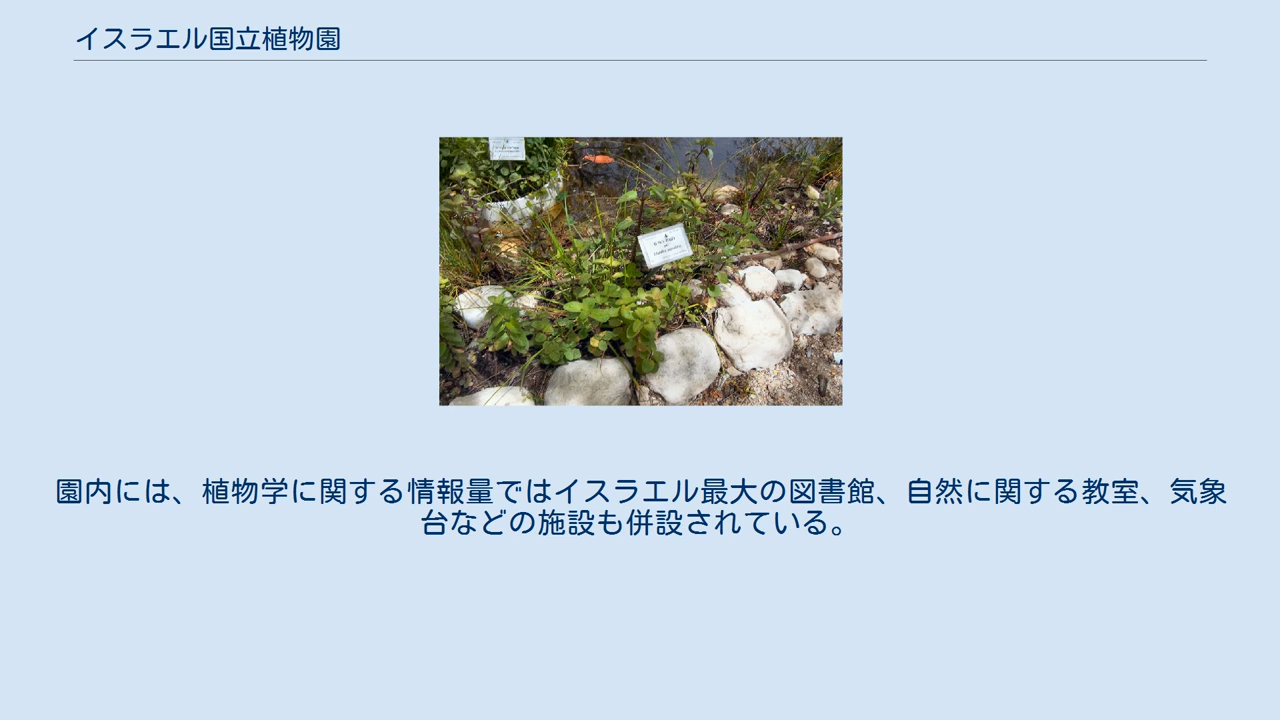 イスラエル国立植物園
園内には、植物学に関する情報量ではイスラエル最大の図書館、自然に関する教室、気象
台などの施設も併設されている。